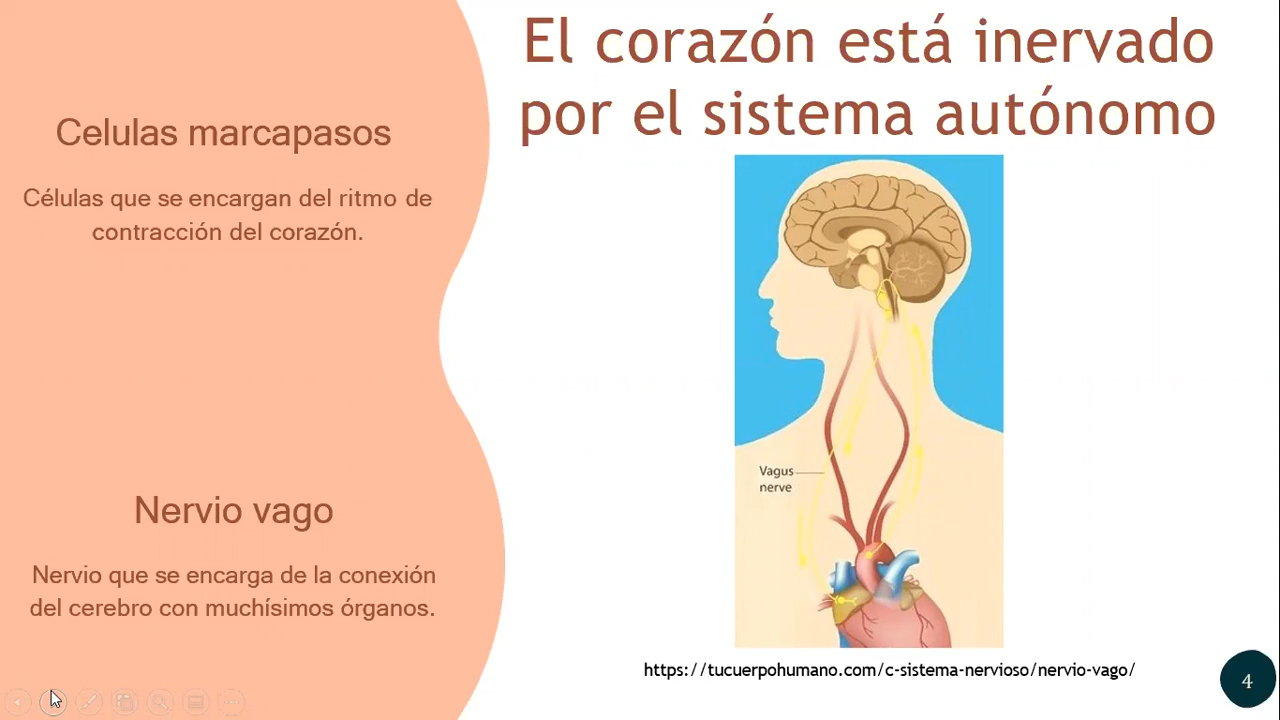 El corazón está inervado
por el sistema autónomo
Celulas marcapasos
Células que se encargan del ritmo de
contracción del corazón.
Nervio vago
Nervio que se encarga de la conexión
del cerebro con muchísimos órganos.
Vagus
nerve
https://tucuerpohumano.com/c-sistema-nervioso/nervio-vago/
4